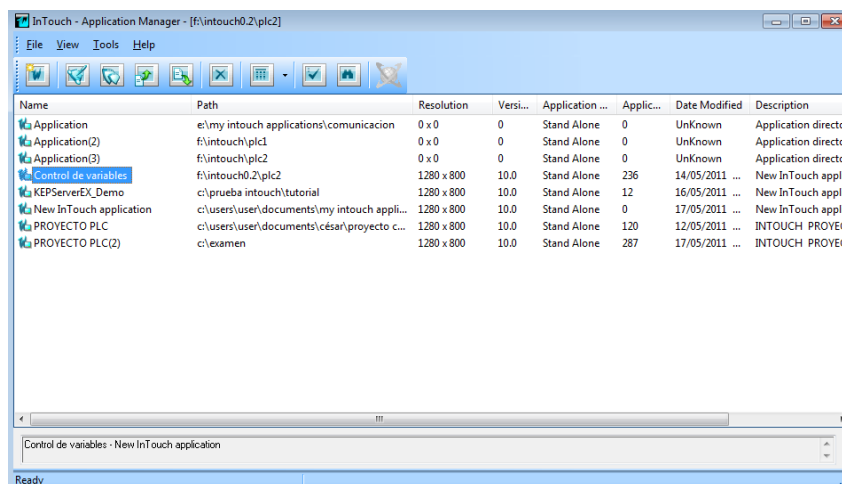 InTouch - Application Manager - [f:\intouch0.2\plc2]
File View Tools Help
Name Path Resolution Versi... Application ... Applic... Date Modified Description
Application e:\my intouch applications\comunicacion 0 x 0 0 Stand Alone 0 UnKnown Application directo
Application(2) f:\intouch\plc1 0 x 0 0 Stand Alone 0 UnKnown Application directo
Application(3) f:\intouch\plc2 0 x 0 0 Stand Alone 0 UnKnown Application directo
Control de variables f:\intouch0.2\plc2 1280 x 800 10.0 Stand Alone 236 14/05/2011 ... New InTouch appl
KEPServerEX_Demo c:\prueba intouch\tutorial 1280 x 800 10.0 Stand Alone 12 16/05/2011 ... New InTouch appl
New InTouch application c:\users\user\documents\my intouch appli... 1280 x 800 10.0 Stand Alone 0 17/05/2011 ... New InTouch appl
PROYECTO PLC c:\users\user\documents\césar\proyecto c... 1280 x 800 10.0 Stand Alone 120 12/05/2011 ... INTOUCH PROYE
PROYECTO PLC(2) c:\examen 1280 x 800 10.0 Stand Alone 287 17/05/2011 ... INTOUCH PROYE
Control de variables - New InTouch application
Ready